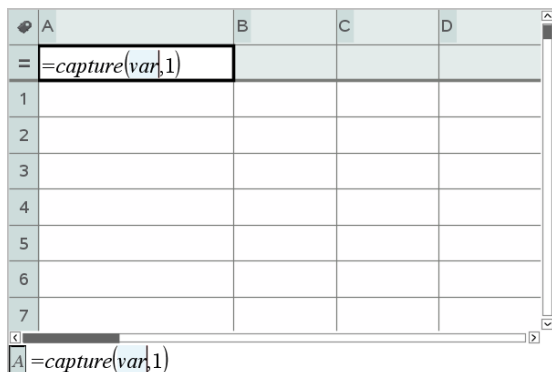 A B C D
= =capture(var,1)
1
2
3
4
5
6
7
A =capture(var,1)